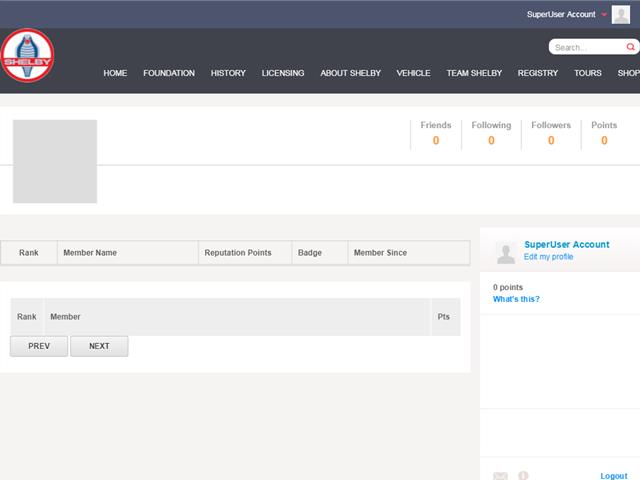 SuperUser Account
SHELBY
Search...
HOME FOUNDATION HISTORY LICENSING ABOUT SHELBY VEHICLE TEAM SHELBY REGISTRY TOURS SHOP
Friends Following Followers Points
0 0 0 0
Rank Member Name Reputation Points Badge Member Since
SuperUser Account
Edit my profile
0 points
What's this?
Rank Member Pts
PREV NEXT
Logout